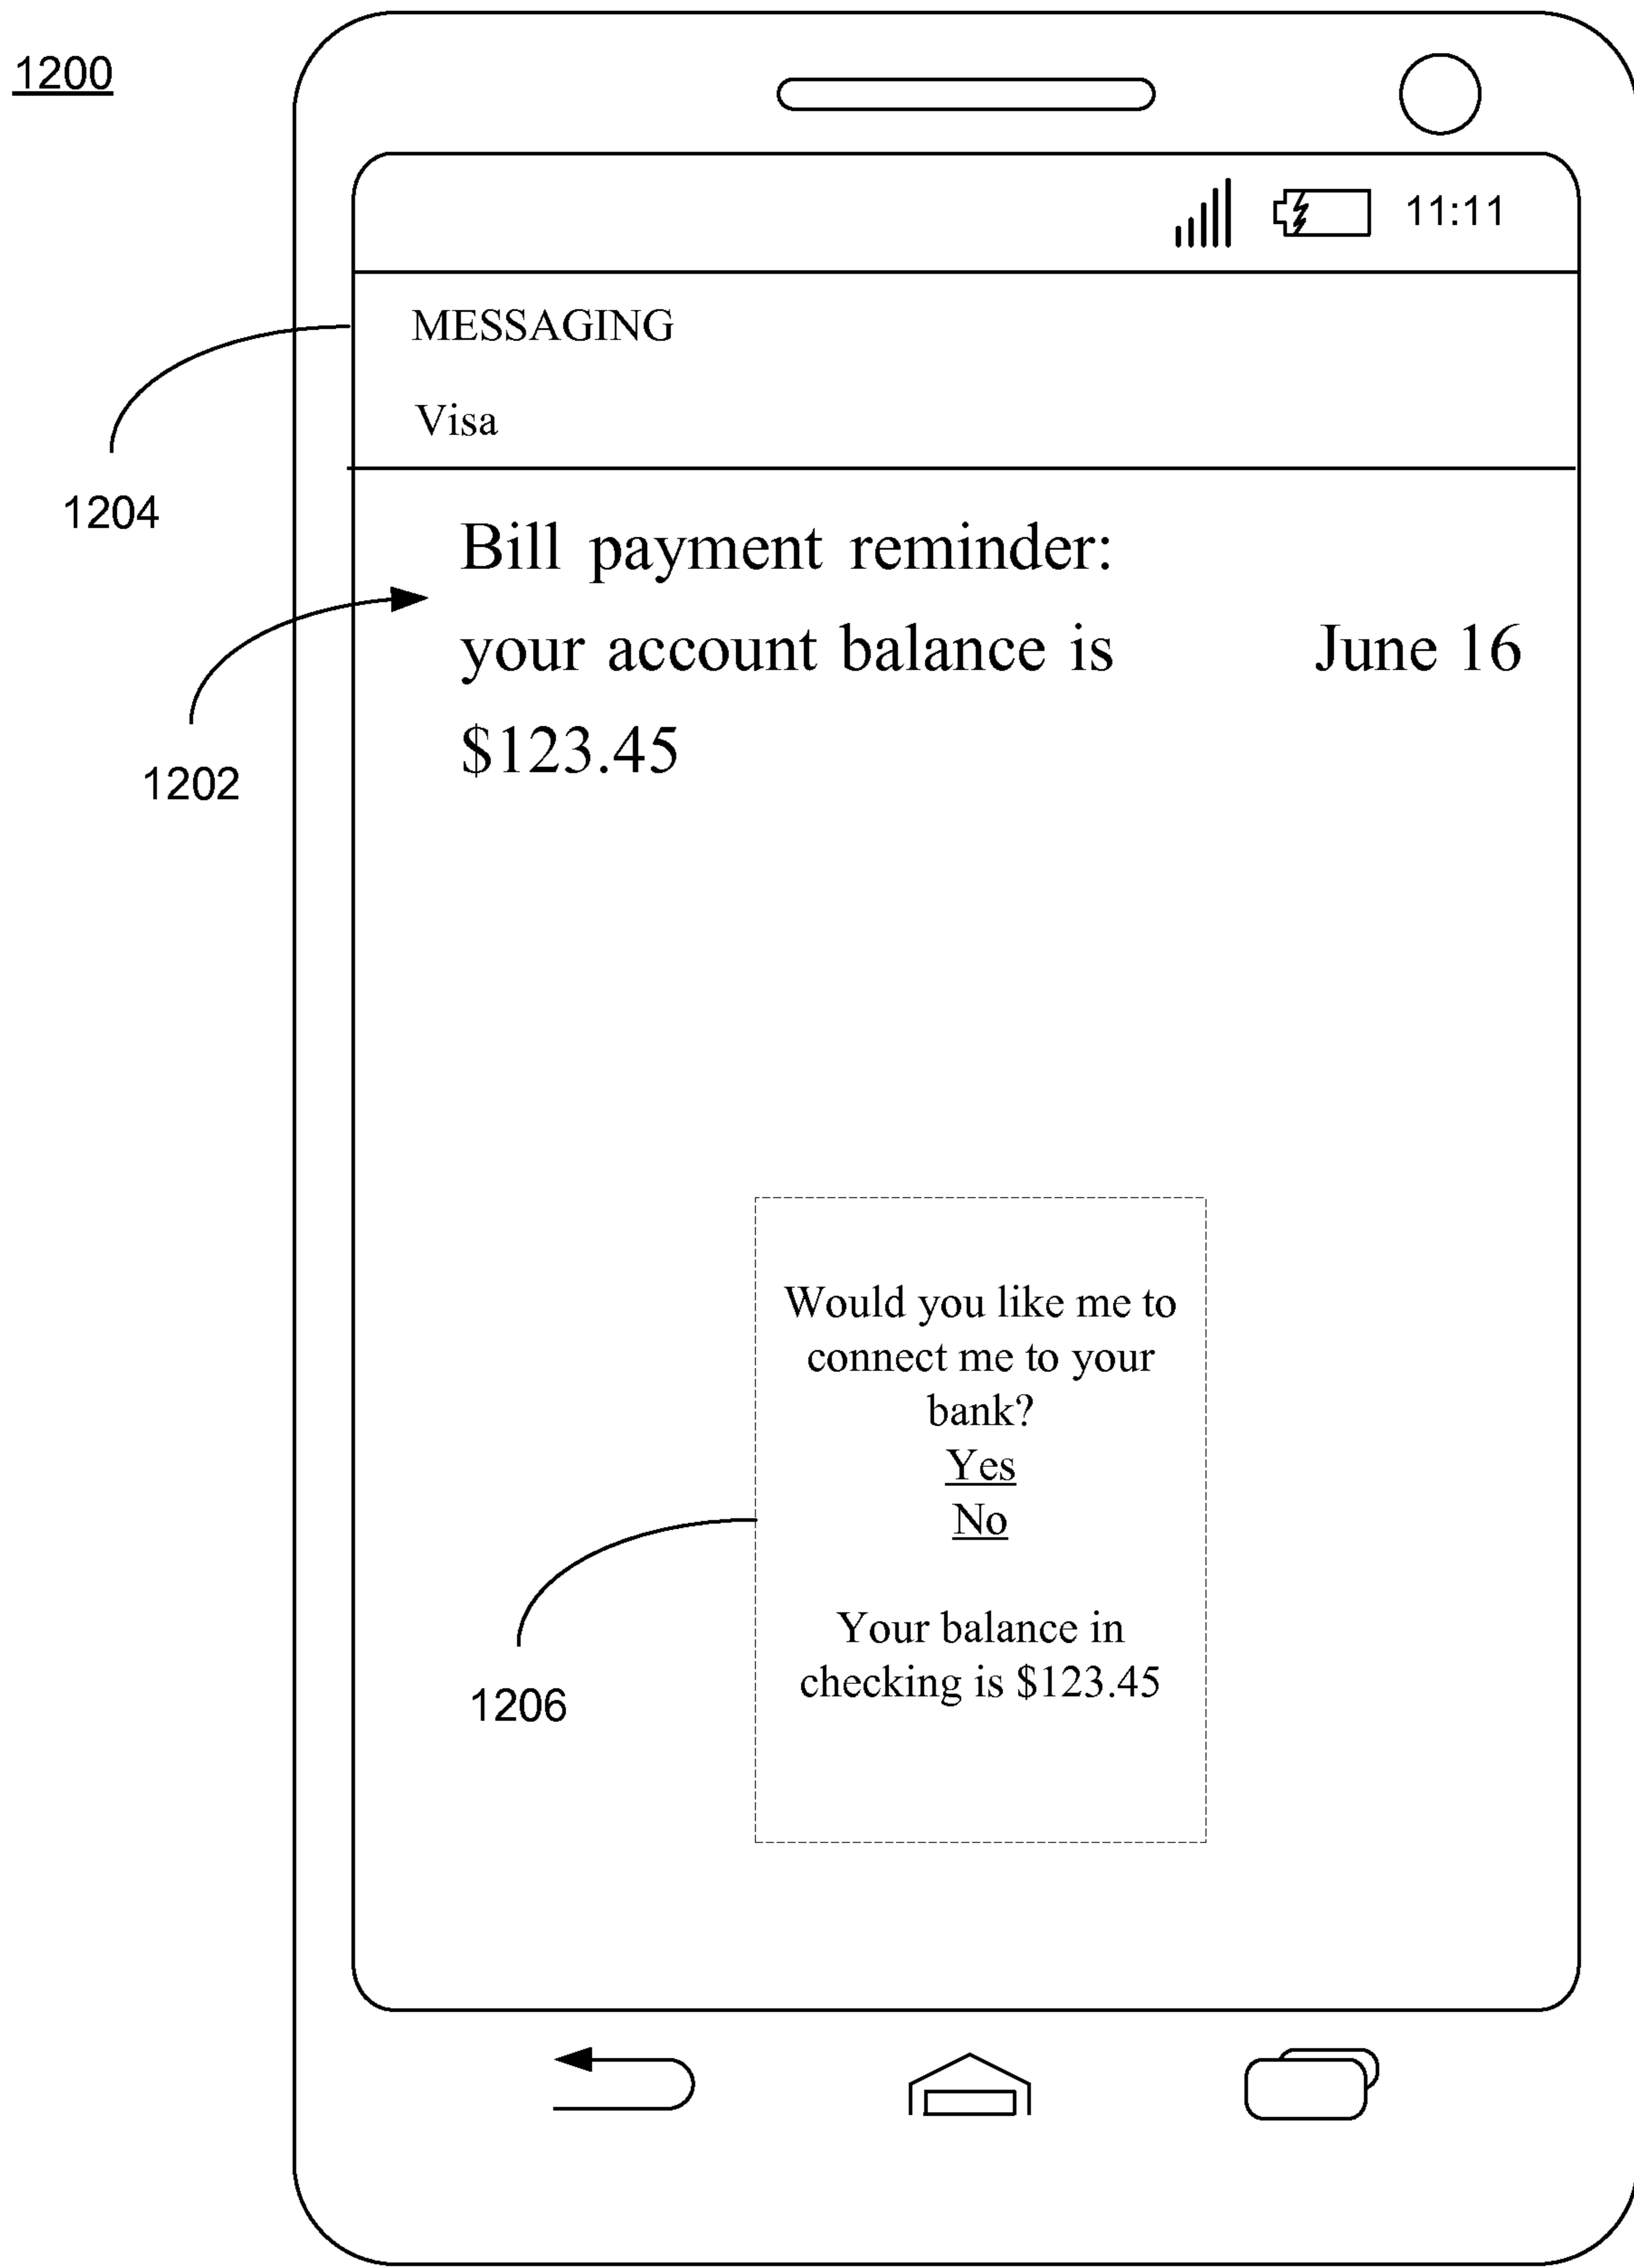 1200
11:11
MESSAGING
Visa
1204
Bill payment reminder:
your account balance is
June 16
$123.45
1202
Would you like me to
connect me to your
bank?
Yes
No
Your balance in
checking is $123.45
1206